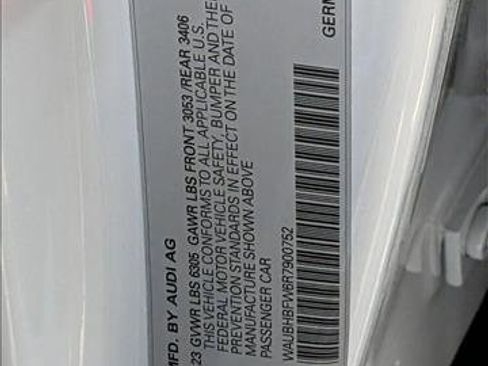 MFD. BY AUDI AG
23 GVWR LBS 6305 GAWR LBS FRONT 3053 /REAR 3406
THIS VEHICLE CONFORMS TO ALL APPLICABLE U.S.
FEDERAL MOTOR VEHICLE SAFETY, BUMPER AND THE
PREVENTION STANDARDS IN EFFECT ON THE DATE OF
MANUFACTURE SHOWN ABOVE
PASSENGER CAR
WAUBHBFW6R7900752
GERM